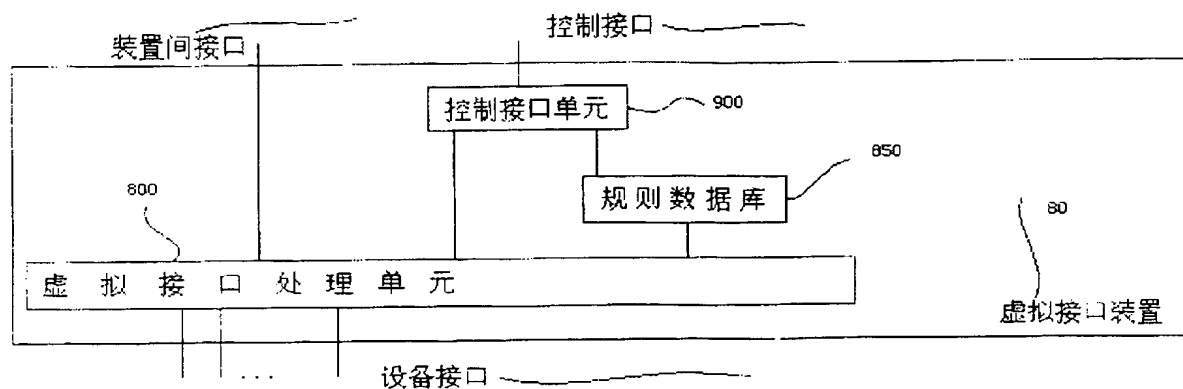 控制接口
装置间接口
控制接口单元
900
850
规则数据库
800
80
虚拟接口处理单元
虚拟接口装置
...
设备接口